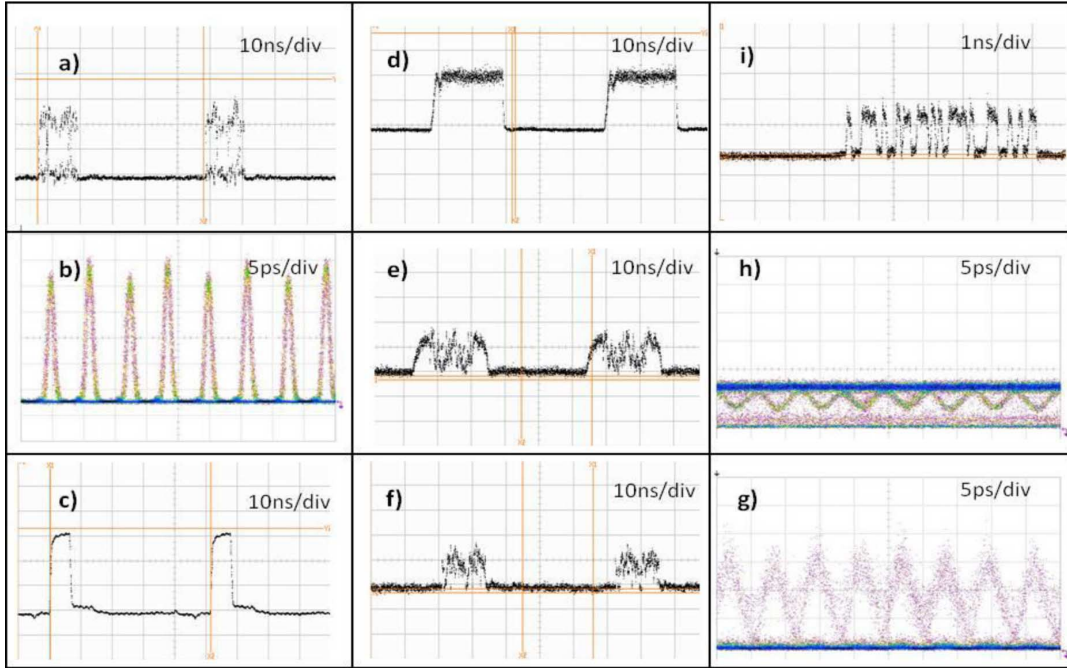 a)
10ns/div
b)
5ps/div
c)
10ns/div
d)
10ns/div
e)
10ns/div
f)
10ns/div
i)
1ns/div
h)
5ps/div
g)
5ps/div